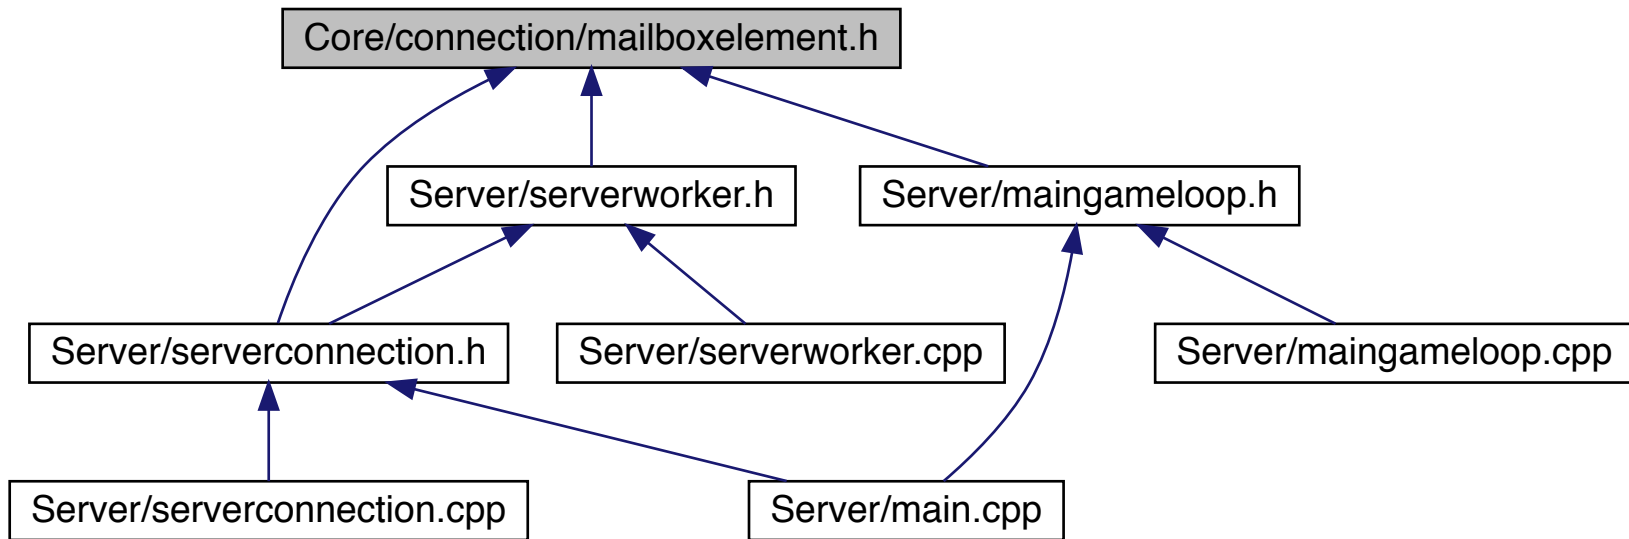 Core/connection/mailboxelement.h
Server/serverworker.h
Server/maingameloop.h
Server/serverconnection.h
Server/serverworker.cpp
Server/maingameloop.cpp
Server/serverconnection.cpp
Server/main.cpp